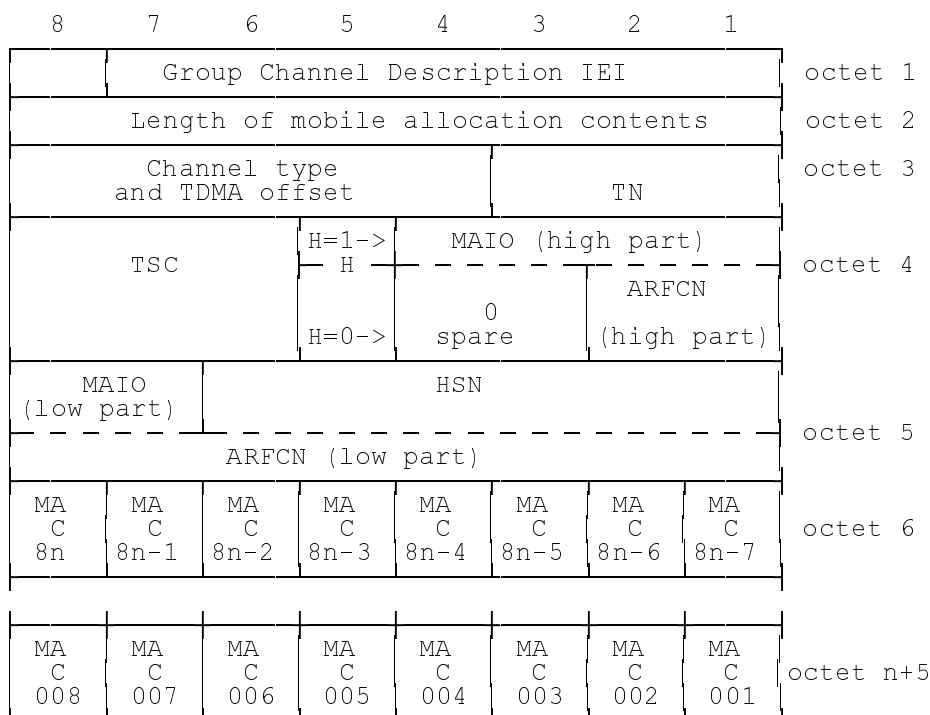 8 7 6 5 4 3 2 1
Group Channel Description IEI octet 1
Length of mobile allocation contents octet 2
Channel type octet 3
and TDMA offset TN
H=1-> MAIO (high part)
TSC H octet 4
ARFCN
0
H=0-> spare (high part)
MAIO HSN
(low part)
octet 5
ARFCN (low part)
MA MA MA MA MA MA MA MA
C C C C C C C C octet 6
8n 8n-1 8n-2 8n-3 8n-4 8n-5 8n-6 8n-7
MA MA MA MA MA MA MA MA
C C C C C C C C octet n+5
008 007 006 005 004 003 002 001